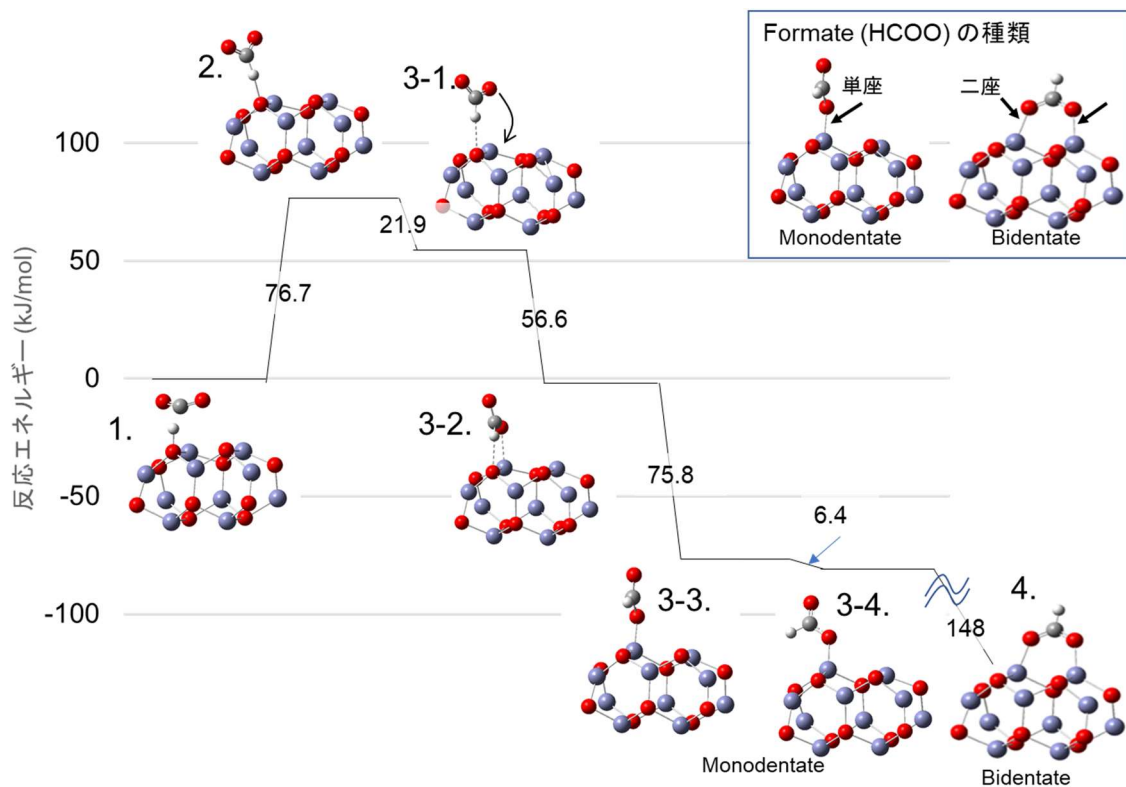 Formate (HCOO) の種類
単座
二座
Monodentate
Bidentate
反応エネルギー (kJ/mol)
100
50
0
-50
-100
1.
2.
3-1.
3-2.
3-3.
3-4.
4.
76.7
21.9
56.6
75.8
6.4
148
Monodentate
Bidentate